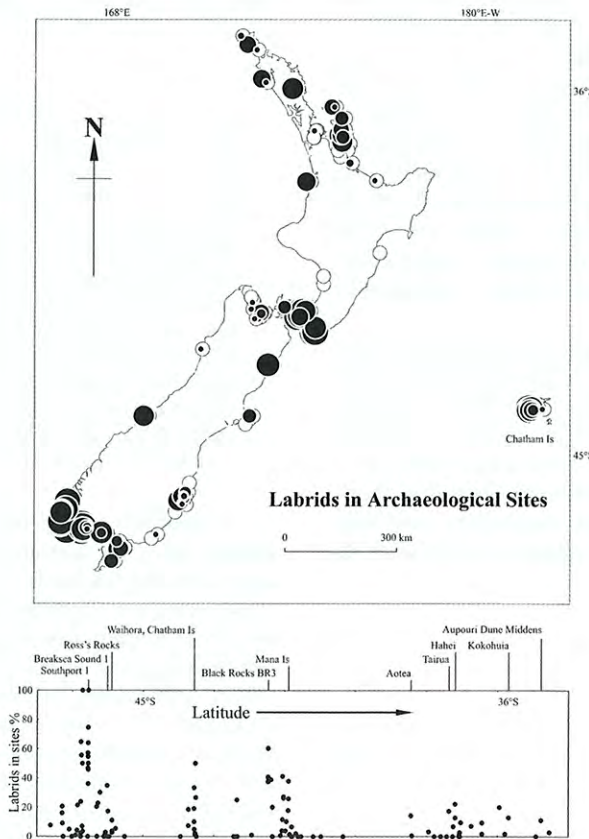 168°E 180°E-W
36°
N
Chatham Is
45°
Labrids in Archaeological Sites
0 300 km
Waihora, Chatham Is
Aupouri Dune Middens
Ross's Rocks
Hahei
Kokohuia
Breaksea Sound 1
Mana Is
Tairua
Southport 1
Black Rocks BR3
Aotea
100
45°S
36°S
Latitude
80
60
40
20
0
Labrids in sites %